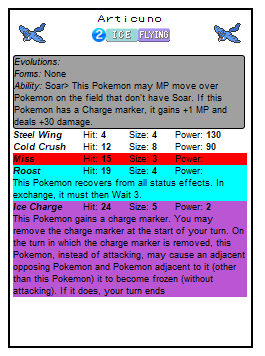 Articuno
2 ICE FLYING
Evolutions:
Forms: None
Ability: Soar> This Pokemon may MP move over
Pokemon on the field that don't have Soar. If this
Pokemon has a Charge marker, it gains +1 MP and
deals +30 damage.
Steel Wing Hit: 4 Size: 4 Power: 130
Cold Crush Hit: 12 Size: 8 Power: 90
Miss Hit: 15 Size: 3 Power:
Roost Hit: 19 Size: 4 Power:
This Pokemon recovers from all status effects. In
exchange, it must then Wait 3.
Ice Charge Hit: 24 Size: 5 Power: 2
This Pokemon gains a charge marker. You may
remove the charge marker at the start of your turn. On
the turn in which the charge marker is removed, this
Pokemon, instead of attacking, may cause an adjacent
opposing Pokemon and Pokemon adjacent to it (other
than this Pokemon) it to become frozen (without
attacking). If it does, your turn ends